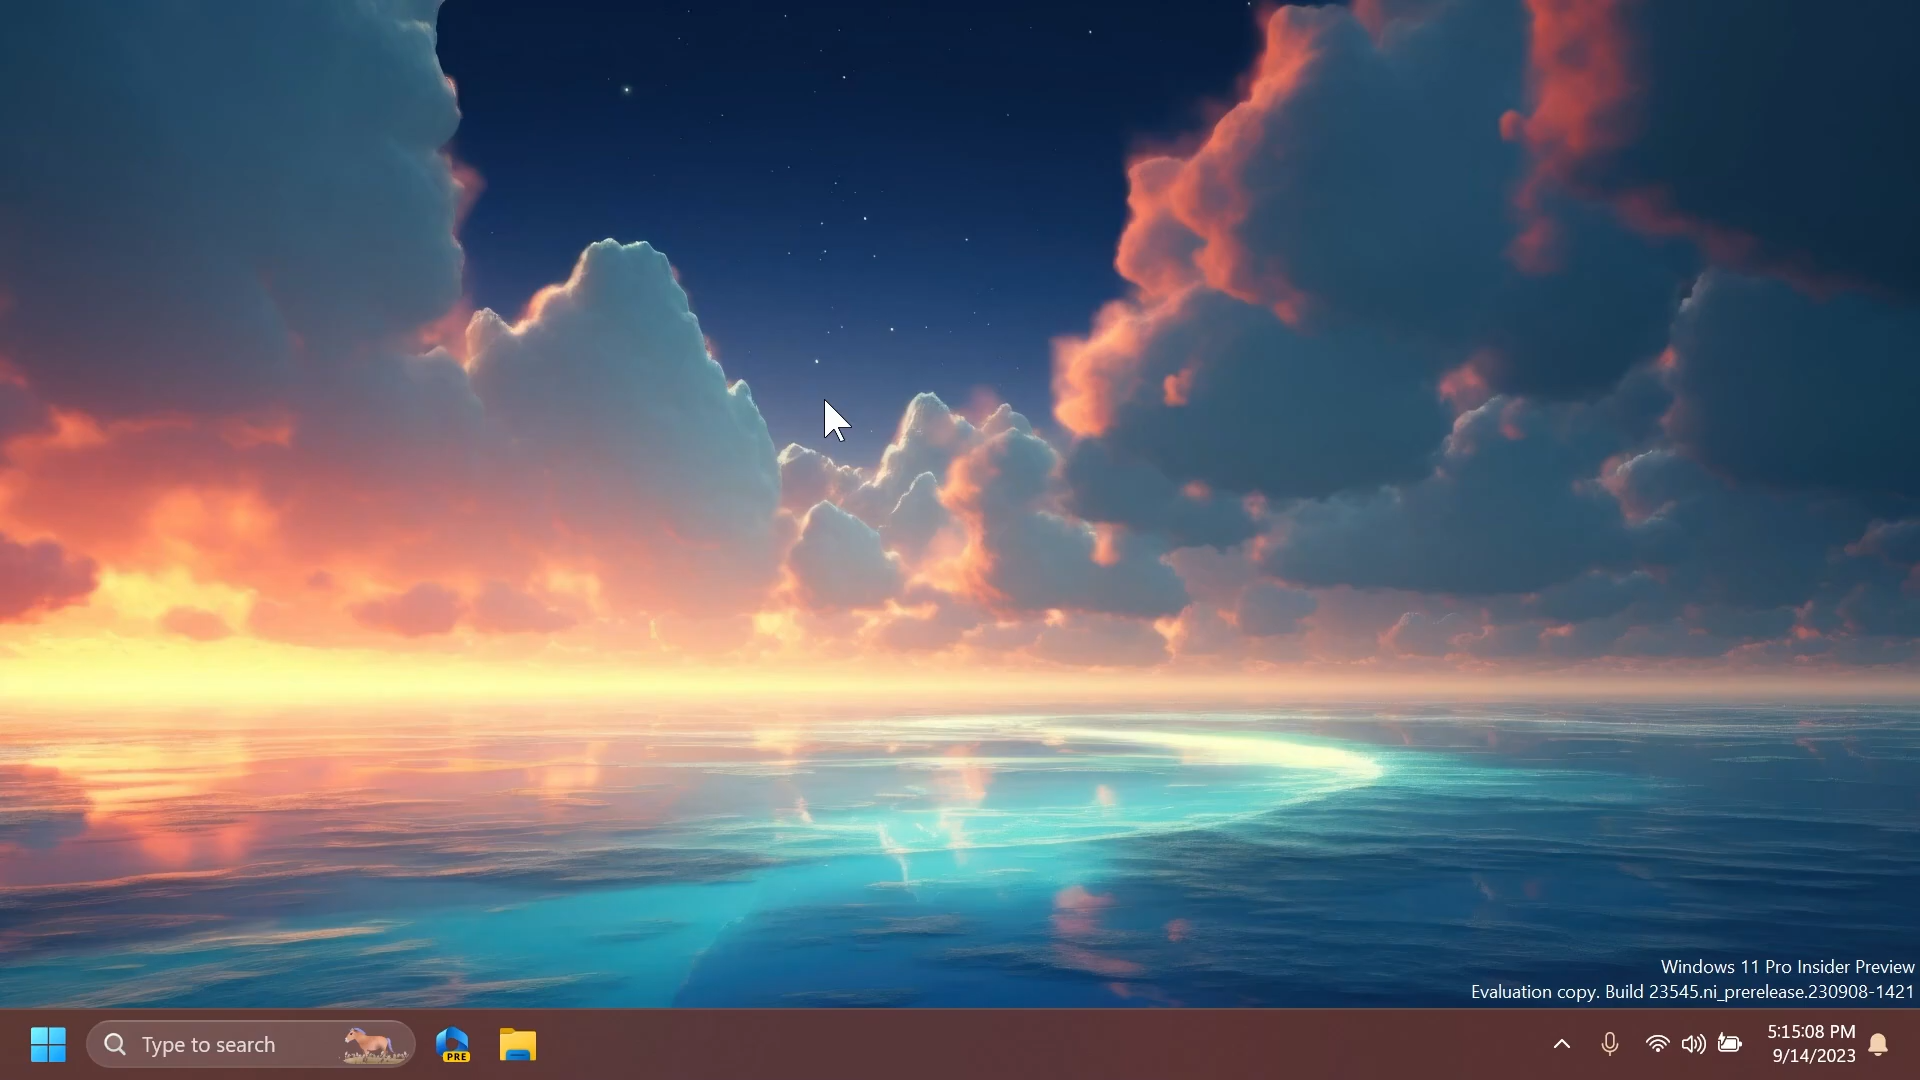 Windows 11 Pro Insider Preview
Evaluation copy. Build 23545.ni_prerelease.230908-1421
Type to search
PRE
5:15:08 PM
9/14/2023